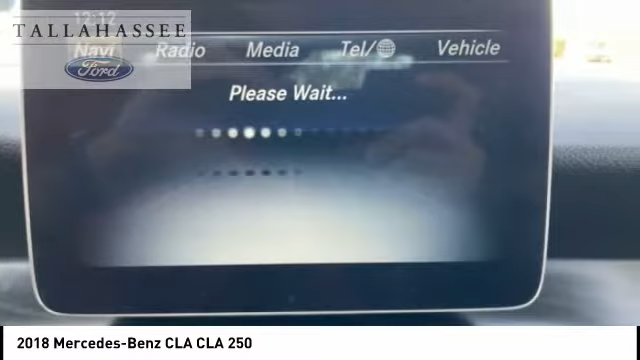 12:12
TALLAHASSEE
Ford
Navi Radio Media Tel/ Vehicle
Please Wait...
2018 Mercedes-Benz CLA CLA 250